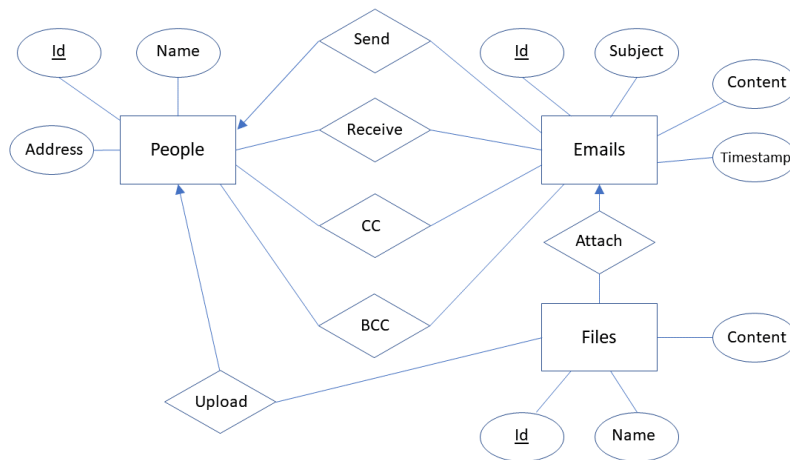 Send
Id
Name
Id
Subject
Content
Address
People
Receive
Emails
Timestamp
CC
Attach
BCC
Files
Content
Upload
Id
Name